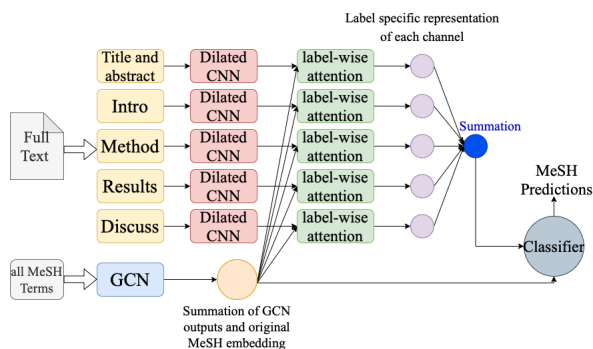 Label specific representation
of each channel
Title and
abstract
Dilated
CNN
label-wise
attention
Intro
Dilated
CNN
label-wise
attention
Full
Text
Method
Dilated
CNN
label-wise
attention
Summation
Results
Dilated
CNN
label-wise
attention
MeSH
Predictions
Discuss
Dilated
CNN
label-wise
attention
Classifier
all MeSH
Terms
GCN
Summation of GCN
outputs and original
MeSH embedding